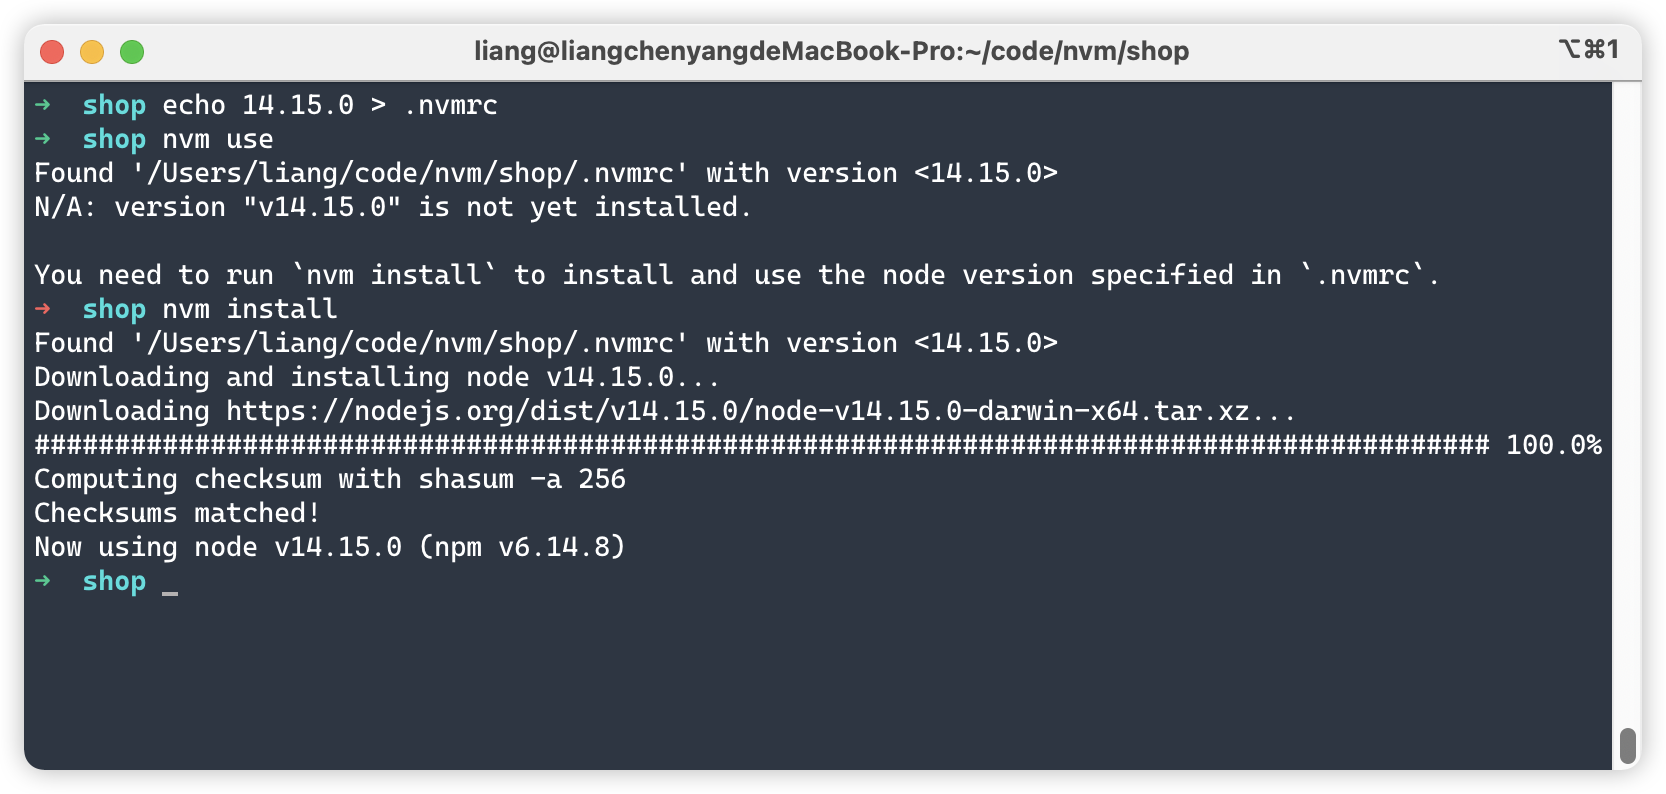 liang@liangchenyangdeMacBook-Pro:~/code/nvm/shop ⌥⌘1
→ shop echo 14.15.0 > .nvmrc
→ shop nvm use
Found '/Users/liang/code/nvm/shop/.nvmrc' with version <14.15.0>
N/A: version "v14.15.0" is not yet installed.

You need to run `nvm install` to install and use the node version specified in `.nvmrc`.
→ shop nvm install
Found '/Users/liang/code/nvm/shop/.nvmrc' with version <14.15.0>
Downloading and installing node v14.15.0...
Downloading https://nodejs.org/dist/v14.15.0/node-v14.15.0-darwin-x64.tar.xz...
########################################################################################### 100.0%
Computing checksum with shasum -a 256
Checksums matched!
Now using node v14.15.0 (npm v6.14.8)
→ shop _